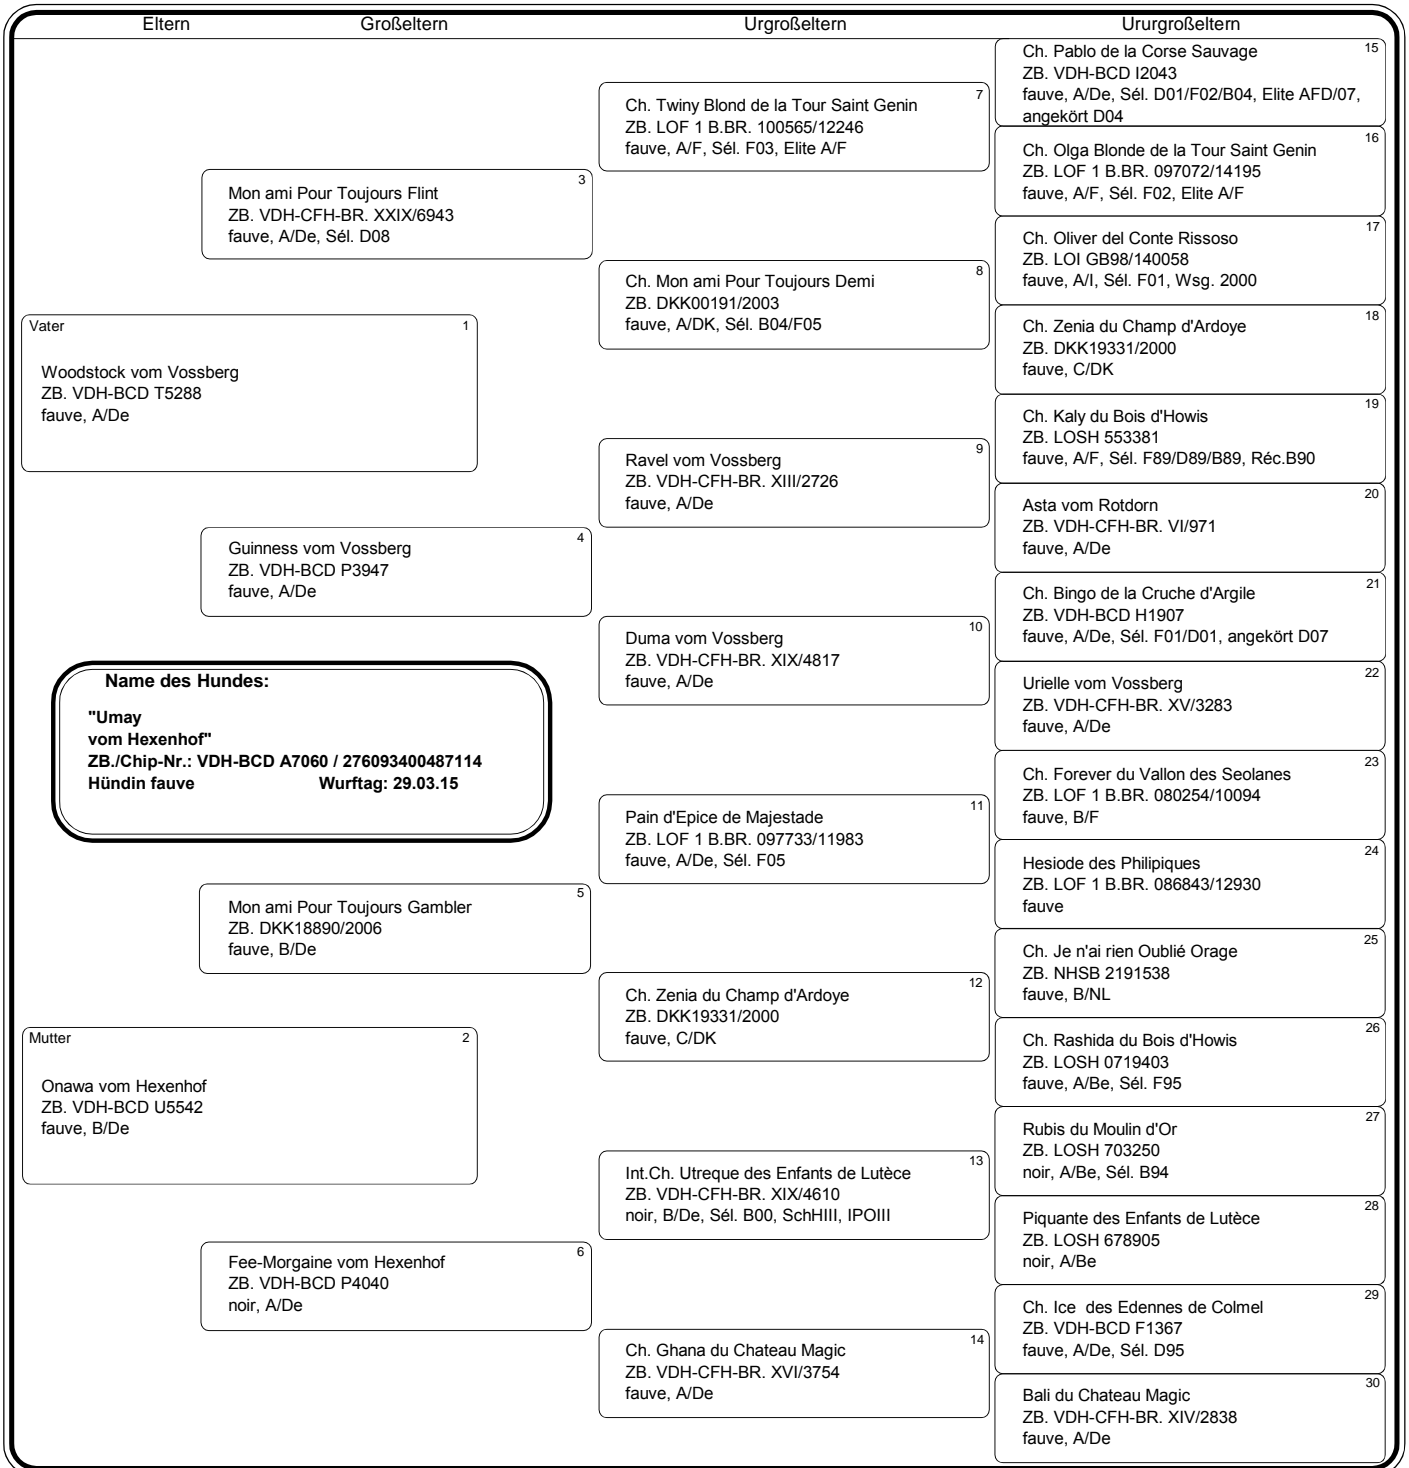 Eltern Großeltern Urgroßeltern Ururgroßeltern
Vater 1
Woodstock vom Vossberg
ZB. VDH-BCD T5288
fauve, A/De
Mutter 2
Onawa vom Hexenhof
ZB. VDH-BCD U5542
fauve, B/De
Name des Hundes:
"Umay
vom Hexenhof"
ZB./Chip-Nr.: VDH-BCD A7060 / 276093400487114
Hündin fauve Wurftag: 29.03.15
3
Mon ami Pour Toujours Flint
ZB. VDH-CFH-BR. XXIX/6943
fauve, A/De, Sél. D08
4
Guinness vom Vossberg
ZB. VDH-BCD P3947
fauve, A/De
5
Mon ami Pour Toujours Gambler
ZB. DKK18890/2006
fauve, B/De
6
Fee-Morgaine vom Hexenhof
ZB. VDH-BCD P4040
noir, A/De
7
Ch. Twiny Blond de la Tour Saint Genin
ZB. LOF 1 B.BR. 100565/12246
fauve, A/F, Sél. F03, Elite A/F
8
Ch. Mon ami Pour Toujours Demi
ZB. DKK00191/2003
fauve, A/DK, Sél. B04/F05
9
Ravel vom Vossberg
ZB. VDH-CFH-BR. XIII/2726
fauve, A/De
10
Duma vom Vossberg
ZB. VDH-CFH-BR. XIX/4817
fauve, A/De
11
Pain d'Epice de Majestade
ZB. LOF 1 B.BR. 097733/11983
fauve, A/De, Sél. F05
12
Ch. Zenia du Champ d'Ardoye
ZB. DKK19331/2000
fauve, C/DK
13
Int.Ch. Utreque des Enfants de Lutèce
ZB. VDH-CFH-BR. XIX/4610
noir, B/De, Sél. B00, SchHIII, IPOIII
14
Ch. Ghana du Chateau Magic
ZB. VDH-CFH-BR. XVI/3754
fauve, A/De
15
Ch. Pablo de la Corse Sauvage
ZB. VDH-BCD I2043
fauve, A/De, Sél. D01/F02/B04, Elite AFD/07,
angekört D04
16
Ch. Olga Blonde de la Tour Saint Genin
ZB. LOF 1 B.BR. 097072/14195
fauve, A/F, Sél. F02, Elite A/F
17
Ch. Oliver del Conte Rissoso
ZB. LOI GB98/140058
fauve, A/I, Sél. F01, Wsg. 2000
18
Ch. Zenia du Champ d'Ardoye
ZB. DKK19331/2000
fauve, C/DK
19
Ch. Kaly du Bois d'Howis
ZB. LOSH 553381
fauve, A/F, Sél. F89/D89/B89, Réc.B90
20
Asta vom Rotdorn
ZB. VDH-CFH-BR. VI/971
fauve, A/De
21
Ch. Bingo de la Cruche d'Argile
ZB. VDH-BCD H1907
fauve, A/De, Sél. F01/D01, angekört D07
22
Urielle vom Vossberg
ZB. VDH-CFH-BR. XV/3283
fauve, A/De
23
Ch. Forever du Vallon des Seolanes
ZB. LOF 1 B.BR. 080254/10094
fauve, B/F
24
Hesiode des Philipiques
ZB. LOF 1 B.BR. 086843/12930
fauve
25
Ch. Je n'ai rien Oublié Orage
ZB. NHSB 2191538
fauve, B/NL
26
Ch. Rashida du Bois d'Howis
ZB. LOSH 0719403
fauve, A/Be, Sél. F95
27
Rubis du Moulin d'Or
ZB. LOSH 703250
noir, A/Be, Sél. B94
28
Piquante des Enfants de Lutèce
ZB. LOSH 678905
noir, A/Be
29
Ch. Ice des Edennes de Colmel
ZB. VDH-BCD F1367
fauve, A/De, Sél. D95
30
Bali du Chateau Magic
ZB. VDH-CFH-BR. XIV/2838
fauve, A/De